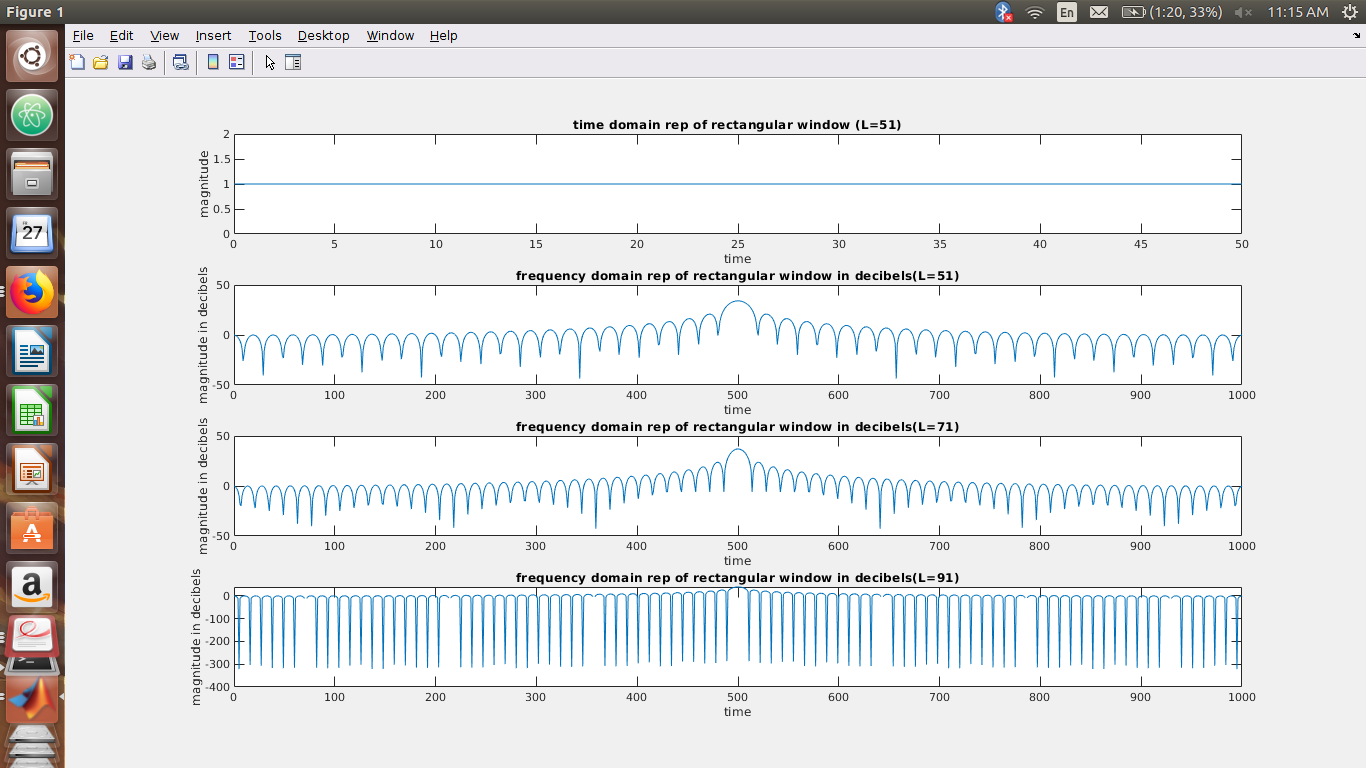 Figure 1
En
(1:20, 33%)
11:15 AM
File Edit View Insert Tools Desktop Window Help
27
a
time domain rep of rectangular window (L=51)
magnitude
2
1.5
1
0.5
0
0 5 10 15 20 25 30 35 40 45 50
time
frequency domain rep of rectangular window in decibels(L=51)
magnitude in decibels
50
0
-50
0 100 200 300 400 500 600 700 800 900 1000
time
frequency domain rep of rectangular window in decibels(L=71)
magnitude in decibels
50
0
-50
0 100 200 300 400 500 600 700 800 900 1000
time
frequency domain rep of rectangular window in decibels(L=91)
magnitude in decibels
0
-100
-200
-300
-400
0 100 200 300 400 500 600 700 800 900 1000
time